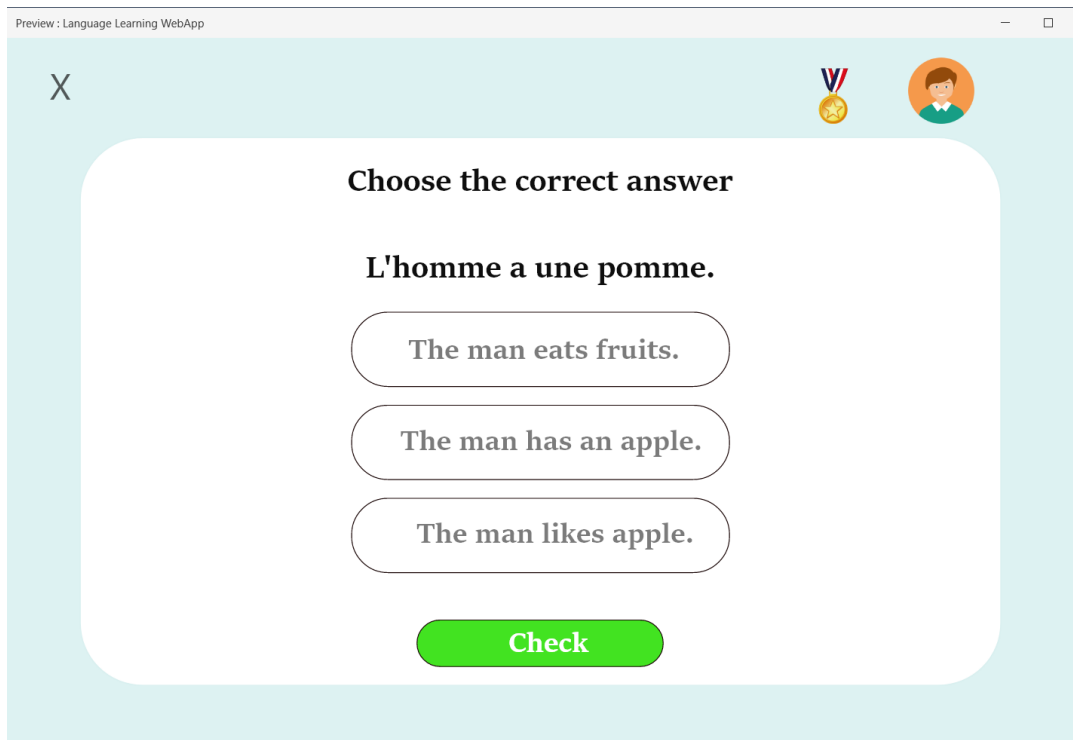 Preview : Language Learning WebApp
X
Choose the correct answer
L'homme a une pomme.
The man eats fruits.
The man has an apple.
The man likes apple.
Check